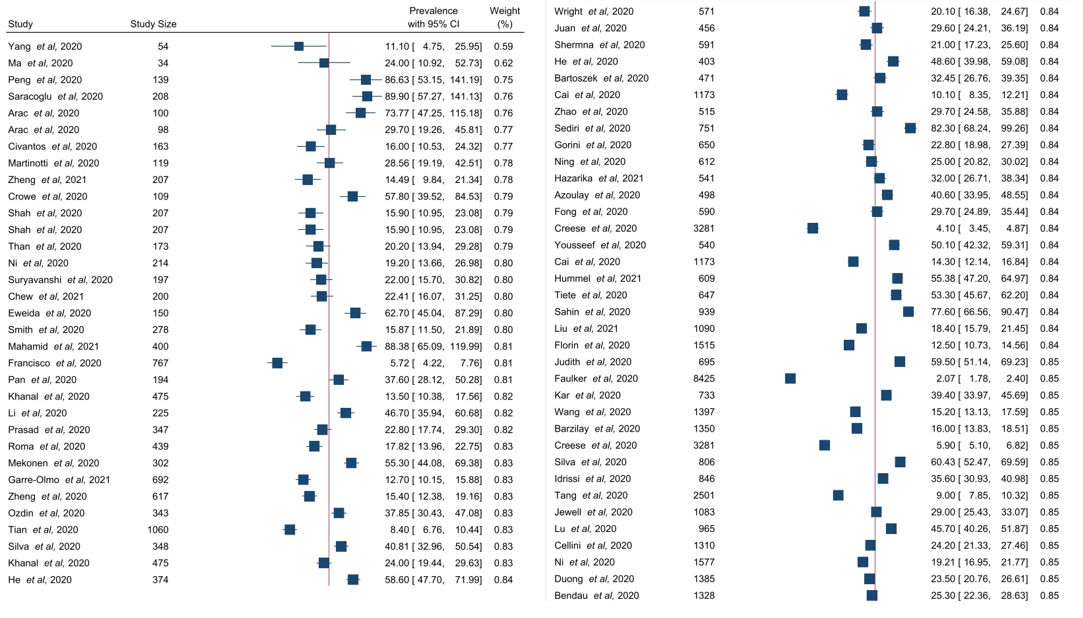 Prevalence Weight
Study Study Size with 95% CI (%)
Yang et al, 2020 54 11.10 [ 4.75, 25.95] 0.59
Ma et al, 2020 34 24.00 [ 10.92, 52.73] 0.62
Peng et al, 2020 139 86.63 [ 53.15, 141.19] 0.75
Saracoglu et al, 2020 208 89.90 [ 57.27, 141.13] 0.76
Arac et al, 2020 100 73.77 [ 47.25, 115.18] 0.76
Arac et al, 2020 98 29.70 [ 19.26, 45.81] 0.77
Civantos et al, 2020 163 16.00 [ 10.53, 24.32] 0.77
Martinotti et al, 2020 119 28.56 [ 19.19, 42.51] 0.78
Zheng et al, 2021 207 14.49 [ 9.84, 21.34] 0.78
Crowe et al, 2020 109 57.80 [ 39.52, 84.53] 0.79
Shah et al, 2020 207 15.90 [ 10.95, 23.08] 0.79
Shah et al, 2020 207 15.90 [ 10.95, 23.08] 0.79
Than et al, 2020 173 20.20 [ 13.94, 29.28] 0.79
Ni et al, 2020 214 19.20 [ 13.66, 26.98] 0.80
Suryavanshi et al, 2020 197 22.00 [ 15.70, 30.82] 0.80
Chew et al, 2021 200 22.41 [ 16.07, 31.25] 0.80
Eweida et al, 2020 150 62.70 [ 45.04, 87.29] 0.80
Smith et al, 2020 278 15.87 [ 11.50, 21.89] 0.80
Mahamid et al, 2021 400 88.38 [ 65.09, 119.99] 0.81
Francisco et al, 2020 767 5.72 [ 4.22, 7.76] 0.81
Pan et al, 2020 194 37.60 [ 28.12, 50.28] 0.81
Khanal et al, 2020 475 13.50 [ 10.38, 17.56] 0.82
Li et al, 2020 225 46.70 [ 35.94, 60.68] 0.82
Prasad et al, 2020 347 22.80 [ 17.74, 29.30] 0.82
Roma et al, 2020 439 17.82 [ 13.96, 22.75] 0.83
Mekonen et al, 2020 302 55.30 [ 44.08, 69.38] 0.83
Garre-Olmo et al, 2021 692 12.70 [ 10.15, 15.88] 0.83
Zheng et al, 2020 617 15.40 [ 12.38, 19.16] 0.83
Ozdin et al, 2020 343 37.85 [ 30.43, 47.08] 0.83
Tian et al, 2020 1060 8.40 [ 6.76, 10.44] 0.83
Silva et al, 2020 348 40.81 [ 32.96, 50.54] 0.83
Khanal et al, 2020 475 24.00 [ 19.44, 29.63] 0.83
He et al, 2020 374 58.60 [ 47.70, 71.99] 0.84
Wright et al, 2020 571 20.10 [ 16.38, 24.67] 0.84
Juan et al, 2020 456 29.60 [ 24.21, 36.19] 0.84
Shermna et al, 2020 591 21.00 [ 17.23, 25.60] 0.84
He et al, 2020 403 48.60 [ 39.98, 59.08] 0.84
Bartoszek et al, 2020 471 32.45 [ 26.76, 39.35] 0.84
Cai et al, 2020 1173 10.10 [ 8.35, 12.21] 0.84
Zhao et al, 2020 515 29.70 [ 24.58, 35.88] 0.84
Sediri et al, 2020 751 82.30 [ 68.24, 99.26] 0.84
Gorini et al, 2020 650 22.80 [ 18.98, 27.39] 0.84
Ning et al, 2020 612 25.00 [ 20.82, 30.02] 0.84
Hazarika et al, 2021 541 32.00 [ 26.71, 38.34] 0.84
Azoulay et al, 2020 498 40.60 [ 33.95, 48.55] 0.84
Fong et al, 2020 590 29.70 [ 24.89, 35.44] 0.84
Creese et al, 2020 3281 4.10 [ 3.45, 4.87] 0.84
Yousseef et al, 2020 540 50.10 [ 42.32, 59.31] 0.84
Cai et al, 2020 1173 14.30 [ 12.14, 16.84] 0.84
Hummel et al, 2021 609 55.38 [ 47.20, 64.97] 0.84
Tiete et al, 2020 647 53.30 [ 45.67, 62.20] 0.84
Sahin et al, 2020 939 77.60 [ 66.56, 90.47] 0.84
Liu et al, 2021 1090 18.40 [ 15.79, 21.45] 0.84
Florin et al, 2020 1515 12.50 [ 10.73, 14.56] 0.84
Judith et al, 2020 695 59.50 [ 51.14, 69.23] 0.85
Faulker et al, 2020 8425 2.07 [ 1.78, 2.40] 0.85
Kar et al, 2020 733 39.40 [ 33.97, 45.69] 0.85
Wang et al, 2020 1397 15.20 [ 13.13, 17.59] 0.85
Barzilay et al, 2020 1350 16.00 [ 13.83, 18.51] 0.85
Creese et al, 2020 3281 5.90 [ 5.10, 6.82] 0.85
Silva et al, 2020 806 60.43 [ 52.47, 69.59] 0.85
Idrissi et al, 2020 846 35.60 [ 30.93, 40.98] 0.85
Tang et al, 2020 2501 9.00 [ 7.85, 10.32] 0.85
Jewell et al, 2020 1083 29.00 [ 25.43, 33.07] 0.85
Lu et al, 2020 965 45.70 [ 40.26, 51.87] 0.85
Cellini et al, 2020 1310 24.20 [ 21.33, 27.46] 0.85
Ni et al, 2020 1577 19.21 [ 16.95, 21.77] 0.85
Duong et al, 2020 1385 23.50 [ 20.76, 26.61] 0.85
Bendau et al, 2020 1328 25.30 [ 22.36, 28.63] 0.85